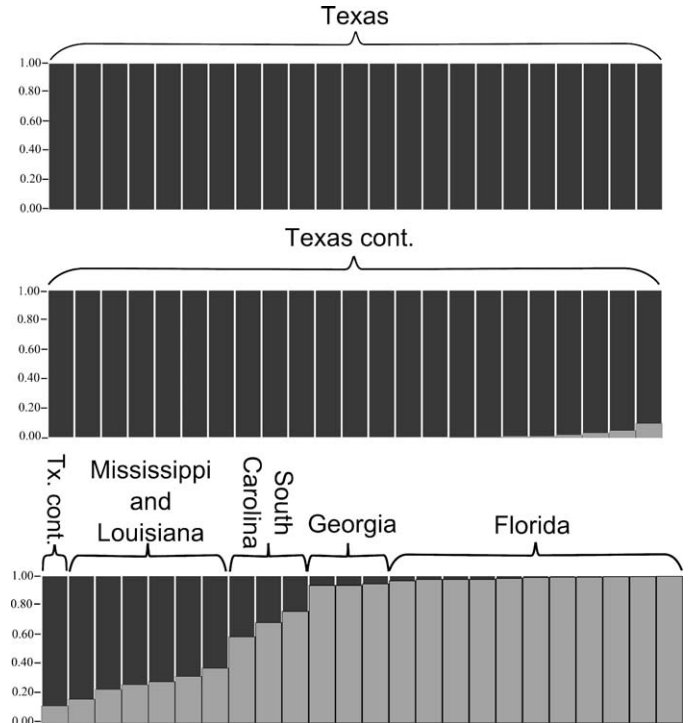 Texas
1.00
0.80
0.60
0.40
0.20
0.00
Texas cont.
1.00
0.80
0.60
0.40
0.20
0.00
Tx. cont.
Mississippi
and
Louisiana
South
Carolina
Georgia
Florida
1.00
0.80
0.60
0.40
0.20
0.00